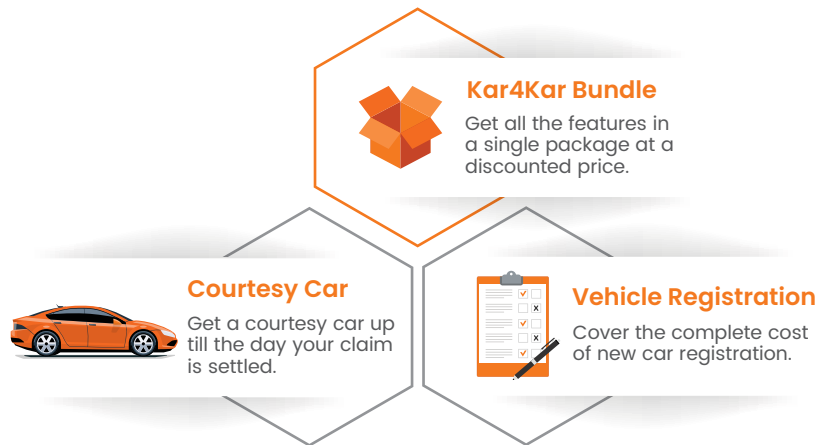 Kar4Kar Bundle
Get all the features in
a single package at a
discounted price.
Courtesy Car
Get a courtesy car up
till the day your claim
is settled.
Vehicle Registration
Cover the complete cost
of new car registration.